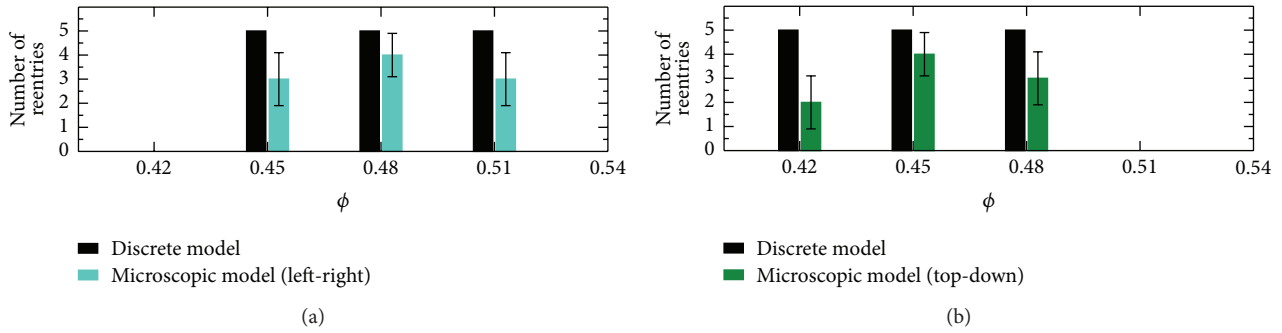 Number of
reentries
5
4
3
2
1
0
0.42
0.45
0.48
0.51
0.54
ϕ
Discrete model
Microscopic model (left-right)
(a)
Number of
reentries
5
4
3
2
1
0
0.42
0.45
0.48
0.51
0.54
ϕ
Discrete model
Microscopic model (top-down)
(b)